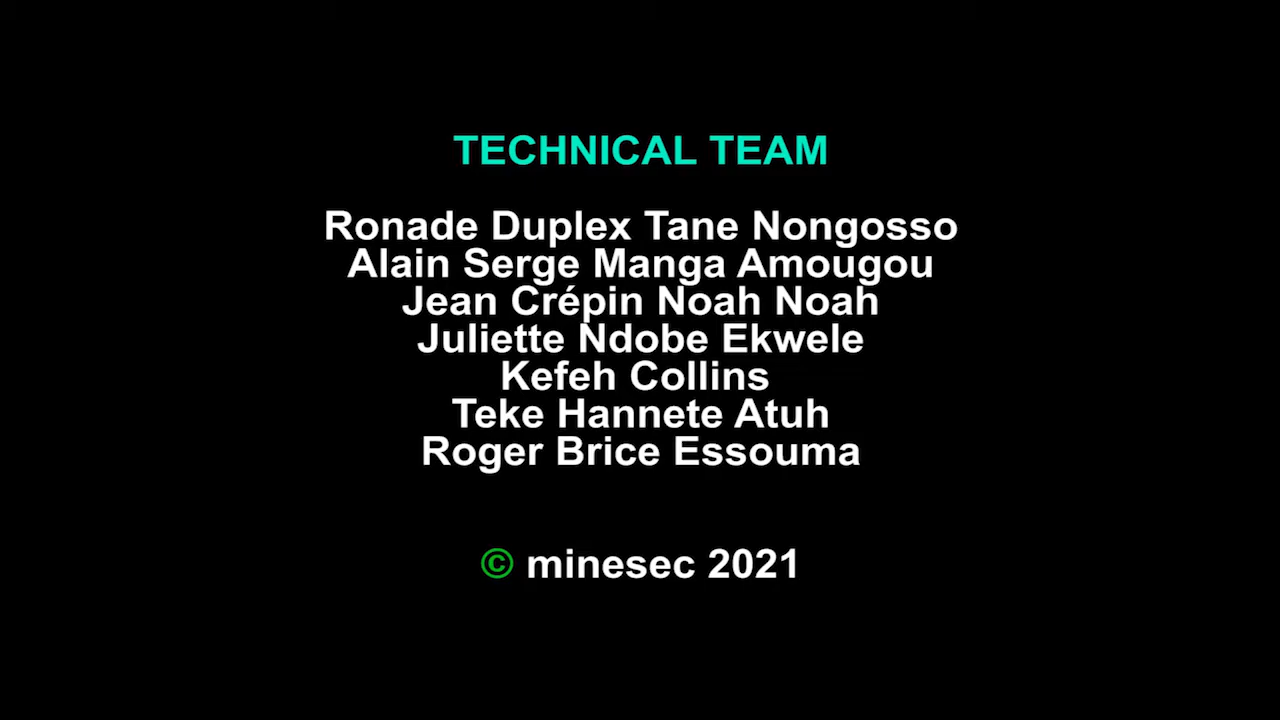 TECHNICAL TEAM
Ronade Duplex Tane Nongosso
Alain Serge Manga Amougou
Jean Crépin Noah Noah
Juliette Ndobe Ekwele
Kefeh Collins
Teke Hannete Atuh
Roger Brice Essouma
© minesec 2021